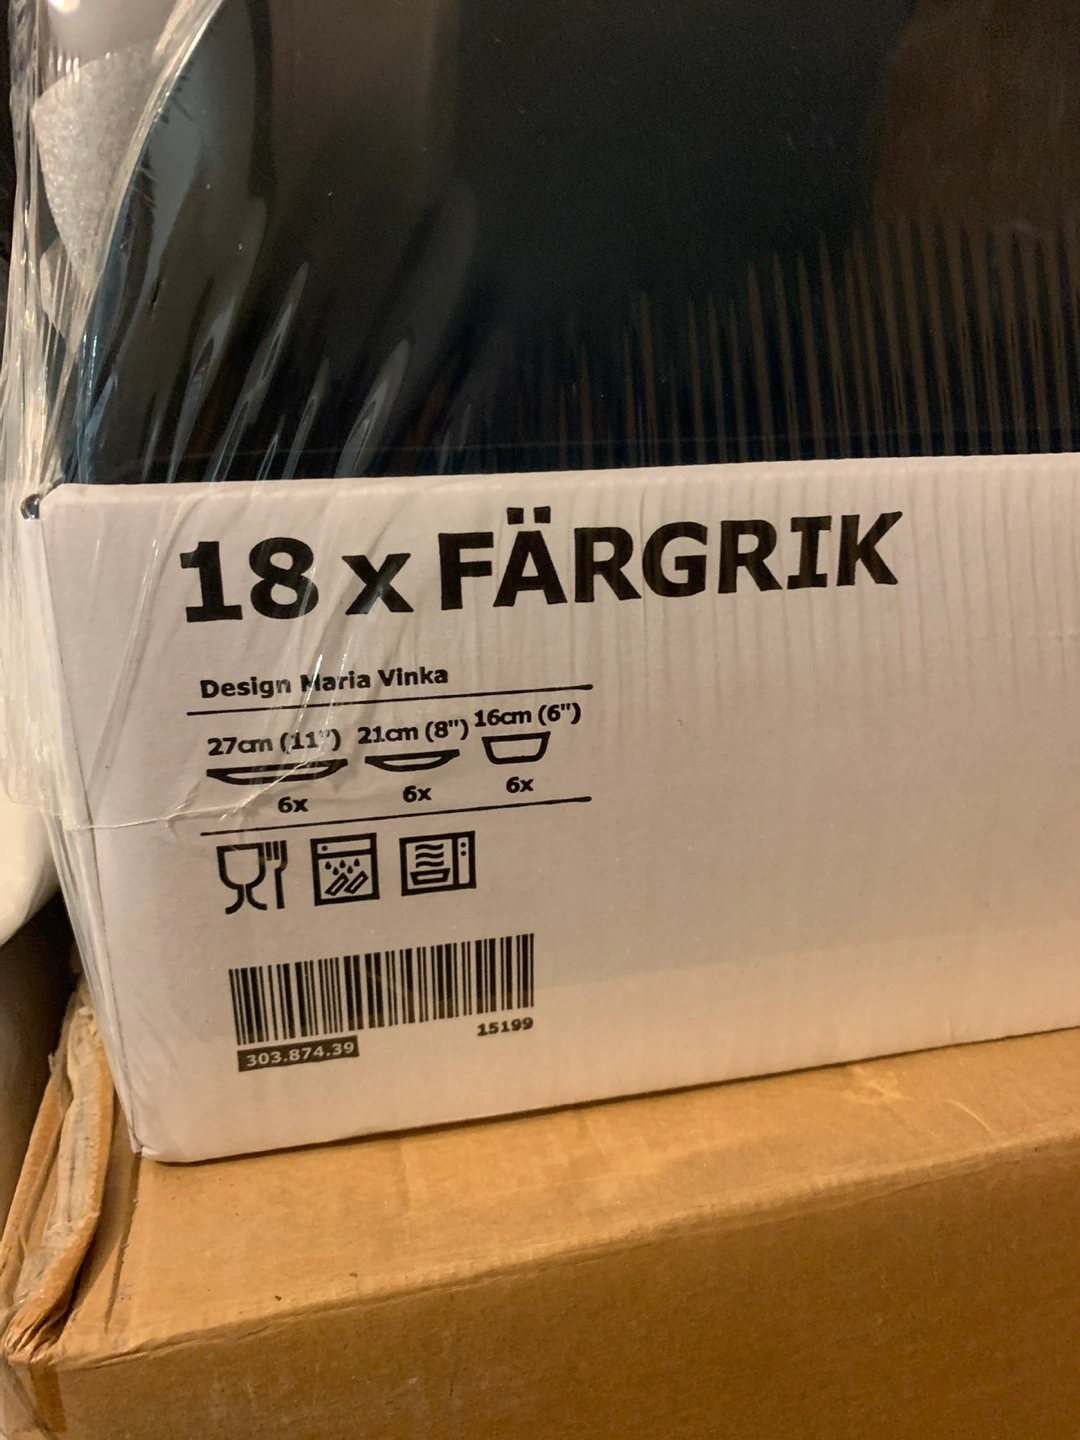 18 x FÄRGRIK
Design Maria Vinka
27cm (11") 21cm (8") 16cm (6")
6x 6x 6x
15199
303.874.39